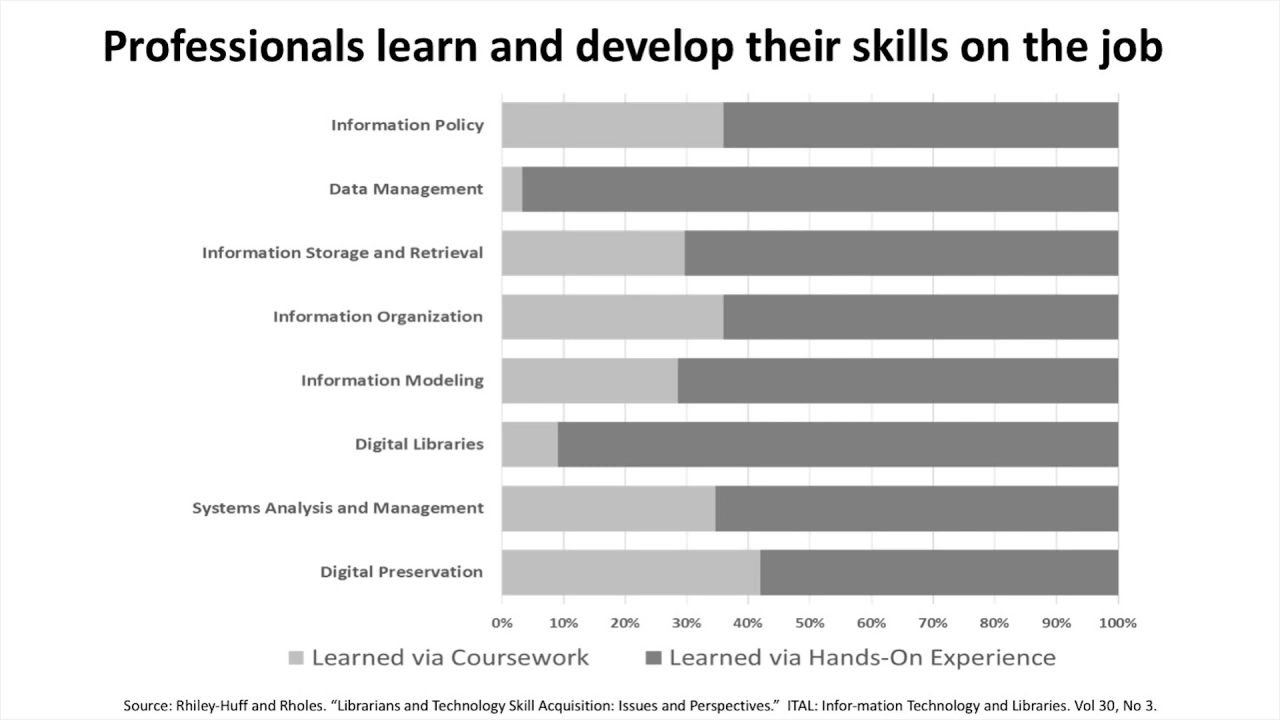 Professionals learn and develop their skills on the job
Information Policy
Data Management
Information Storage and Retrieval
Information Organization
Information Modeling
Digital Libraries
Systems Analysis and Management
Digital Preservation
0% 10% 20% 30% 40% 50% 60% 70% 80% 90% 100%
Learned via Coursework Learned via Hands-On Experience
Source: Rhiley-Huff and Rholes. “Librarians and Technology Skill Acquisition: Issues and Perspectives.” ITAL: Infor-mation Technology and Libraries. Vol 30, No 3.